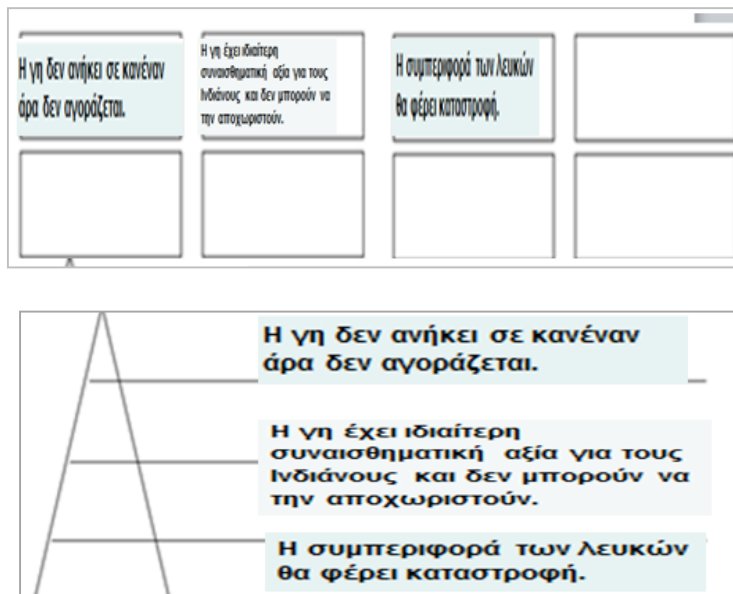 Η γη δεν ανήκει σε κανέναν
άρα δεν αγοράζεται.
Η γη έχει ιδιαίτερη
συναισθηματική αξία για τους
Ινδιάνους και δεν μπορούν να
την αποχωριστούν.
Η συμπεριφορά των λευκών
θα φέρει καταστροφή.
Η γη δεν ανήκει σε κανέναν
άρα δεν αγοράζεται.
Η γη έχει ιδιαίτερη
συναισθηματική αξία για τους
Ινδιάνους και δεν μπορούν να
την αποχωριστούν.
Η συμπεριφορά των λευκών
θα φέρει καταστροφή.